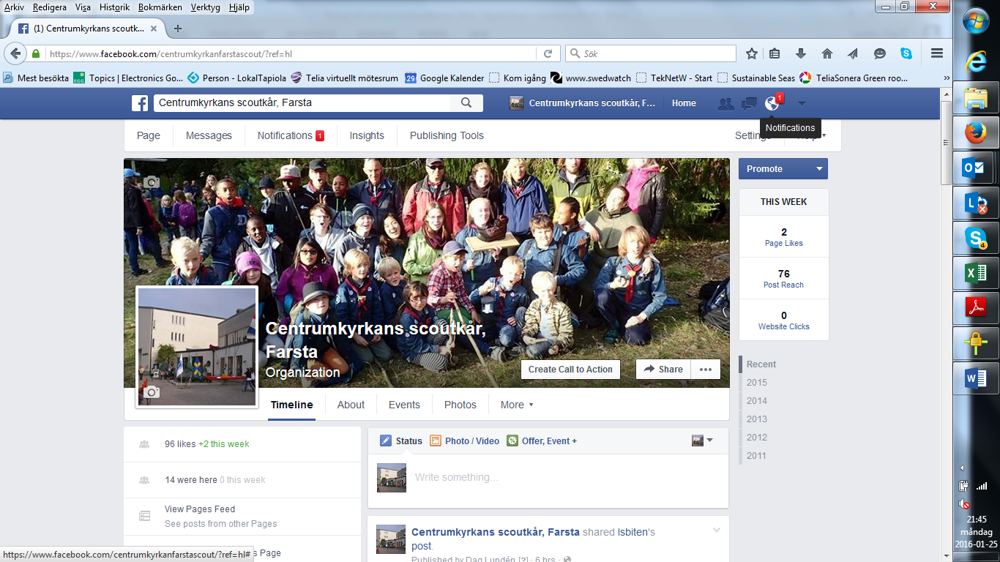 Arkiv Redigera Visa Historik Bokmärken Verktyg Hjälp
(1) Centrumkyrkans scoutk...
https://www.facebook.com/centrumkyrkanfarstascout/?ref=hl
Sök
Mest besökta Topics | Electronics Go... Person - LokalTapiola Telia virtuellt mötesrum 29 Google Kalender Kom igång www.swedwatch TekNetW - Start Sustainable Seas TeliaSonera Green roo... »
Centrumkyrkans scoutkår, Farsta
Centrumkyrkans scoutkår, F... Home 1
Notifications
Page Messages Notifications 1 Insights Publishing Tools
Promote
THIS WEEK
2
Page Likes
76
Post Reach
0
Website Clicks
Centrumkyrkans scoutkår,
Farsta
Organization
Create Call to Action Share
Timeline About Events Photos More
Recent
2015
2014
2013
2012
2011
96 likes +2 this week
14 were here 0 this week
View Pages Feed
See posts from other Pages
Page
Status Photo / Video Offer, Event +
Write something...
Centrumkyrkans scoutkår, Farsta shared Isbiten's
post.
Published by Dag Lundén [?] · 6 hrs ·
https://www.facebook.com/centrumkyrkanfarstascout/?ref=hl#
4
21:45
måndag
2016-01-25